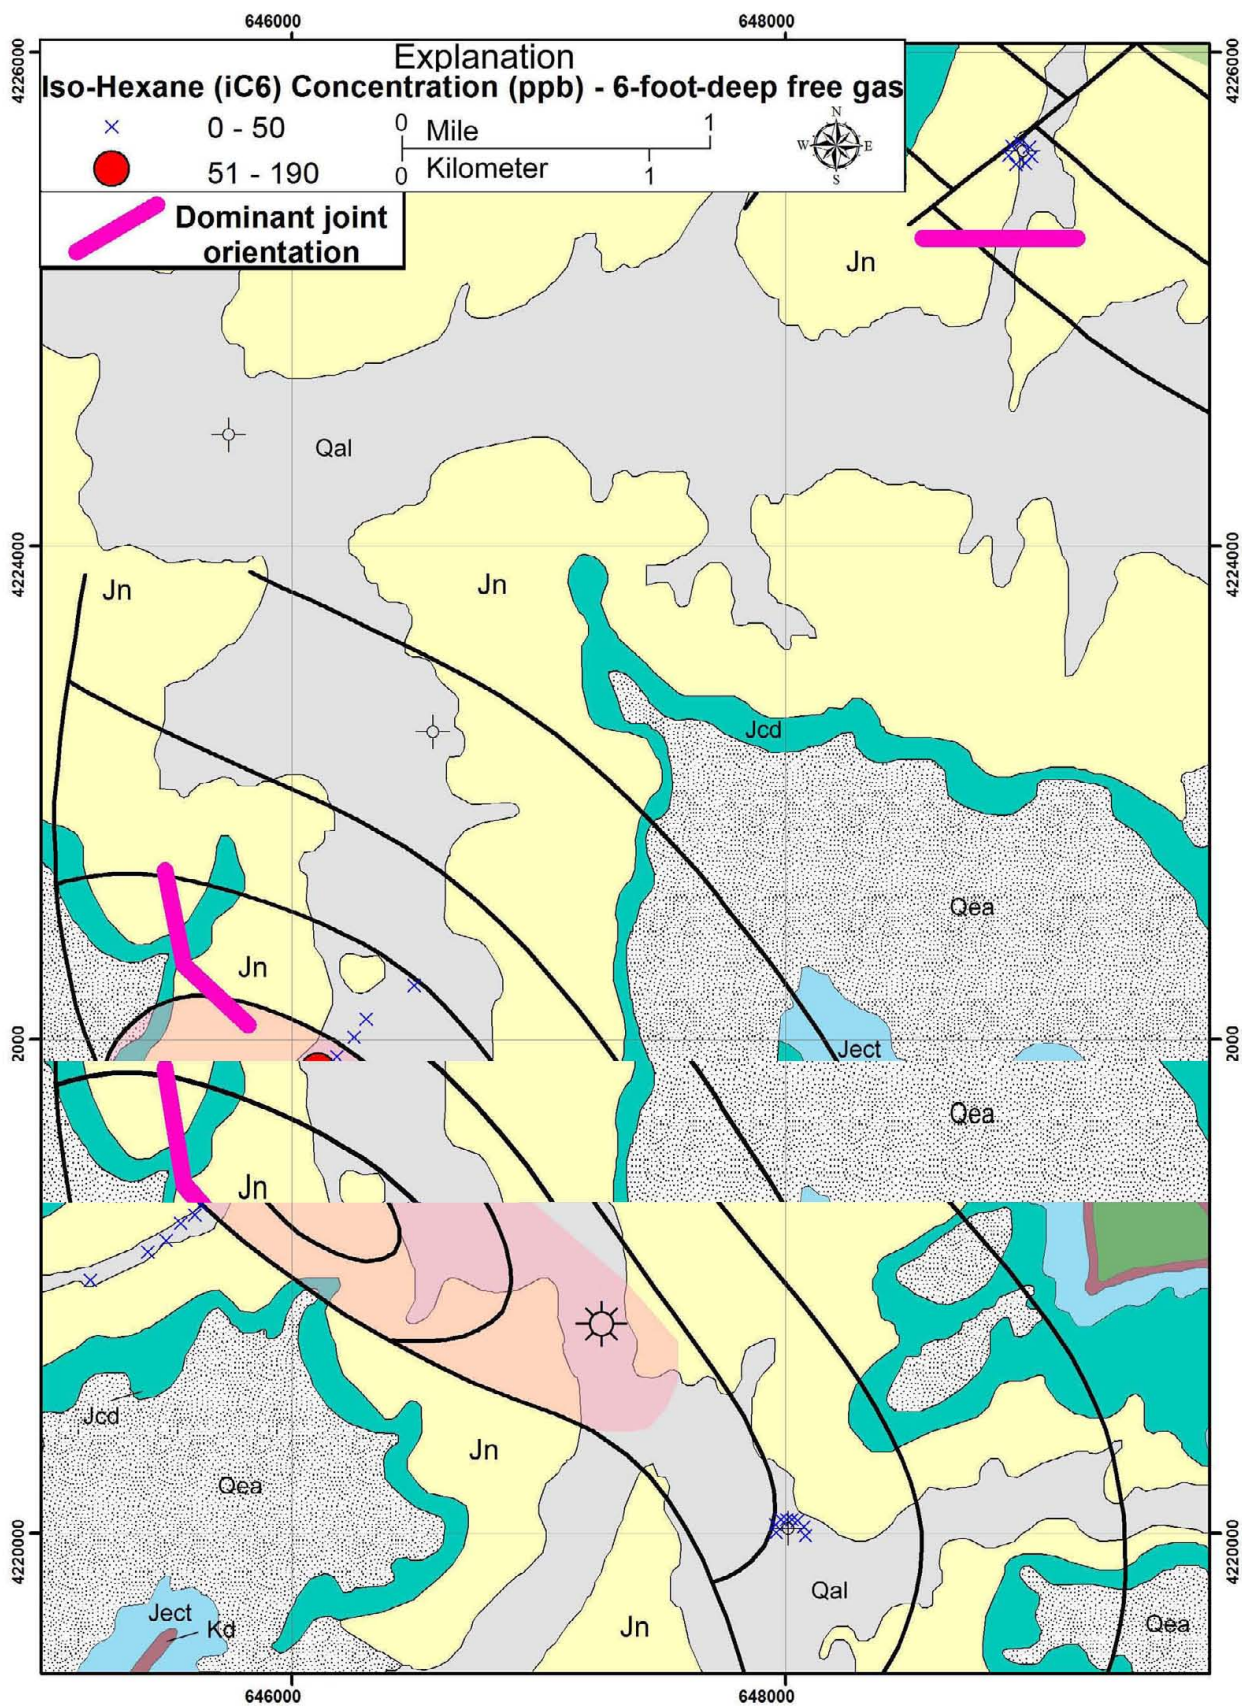 646000 648000
4226000 4226000
Explanation
Iso-Hexane (iC6) Concentration (ppb) - 6-foot-deep free gas
0 - 50
51 - 190
0 Mile 1
0 Kilometer 1
N
W E
S
Dominant joint
orientation
Jn
Qal
4224000 4224000
Jn
Jn
Jcd
Qea
Jn
2000 2000
Ject
Qea
Jn
Jcd
Jn
Qea
4220000 4220000
Qal
Ject
Kd
Jn
Qea
646000 648000